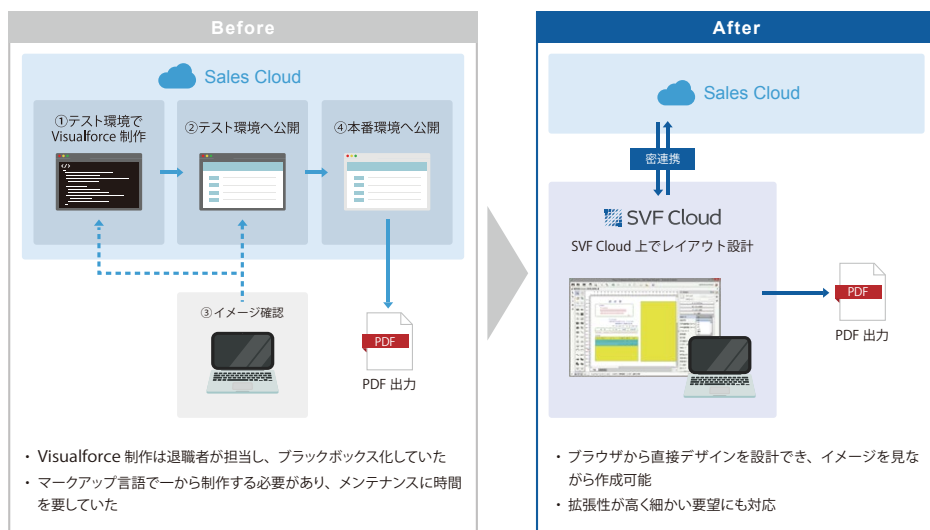 Before
Sales Cloud
①テスト環境で
Visualforce 制作
②テスト環境へ公開
④本番環境へ公開
</>
③イメージ確認
PDF
PDF 出力
・ Visualforce 制作は退職者が担当し、ブラックボックス化していた
・ マークアップ言語で一から制作する必要があり、メンテナンスに時間
を要していた
After
Sales Cloud
密連携
SVF Cloud
SVF Cloud 上でレイアウト設計
PDF
PDF 出力
・ ブラウザから直接デザインを設計でき、イメージを見な
がら作成可能
・ 拡張性が高く細かい要望にも対応